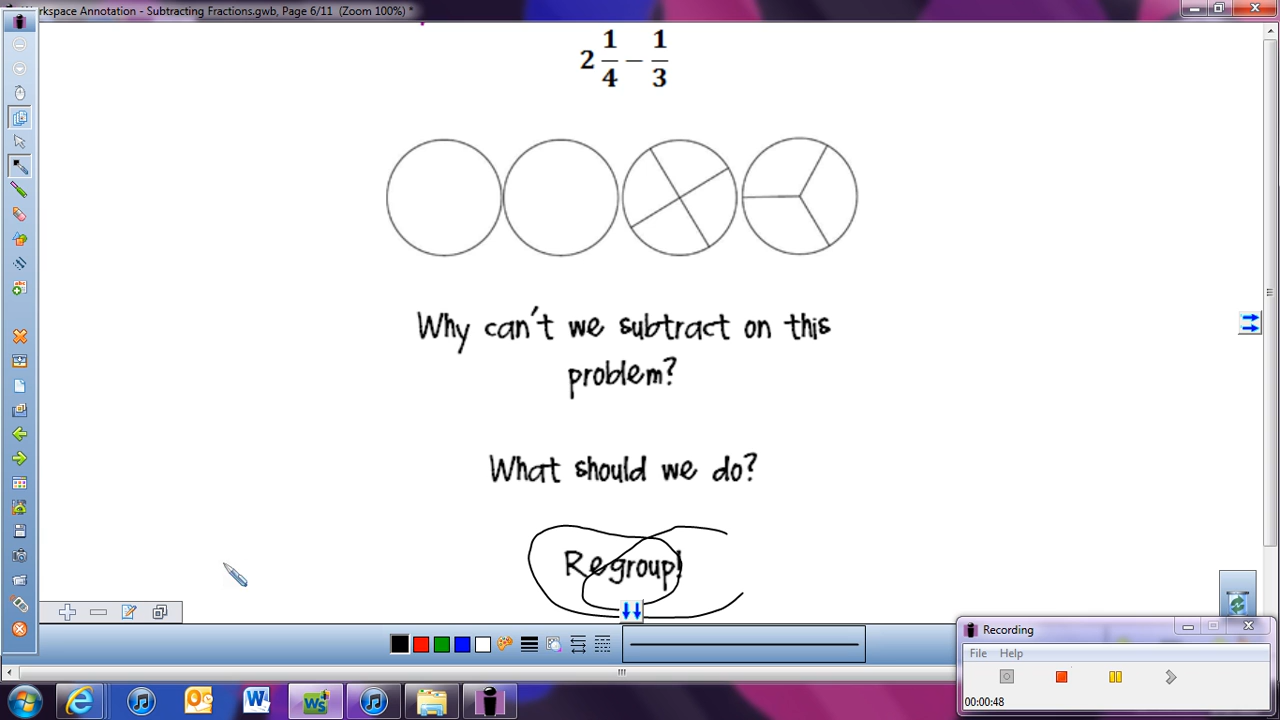 Workspace Annotation - Subtracting Fractions.gwb, Page 6/11 (Zoom 100%) *
2 1/4 − 1/3
Why can't we subtract on this
problem?
What should we do?
Regroup!
Recording
File Help
00:00:48